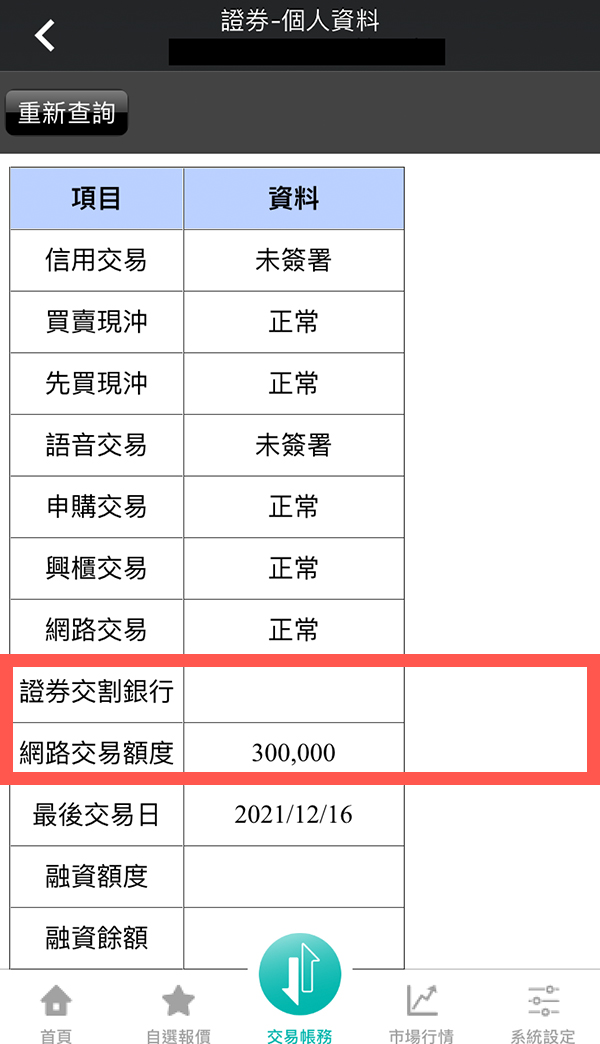 證券-個人資料
重新查詢
項目 資料
信用交易 未簽署
買賣現沖 正常
先買現沖 正常
語音交易 未簽署
申購交易 正常
興櫃交易 正常
網路交易 正常
證券交割銀行
網路交易額度 300,000
最後交易日 2021/12/16
融資額度
融資餘額
首頁 自選報價 交易帳務 市場行情 系統設定